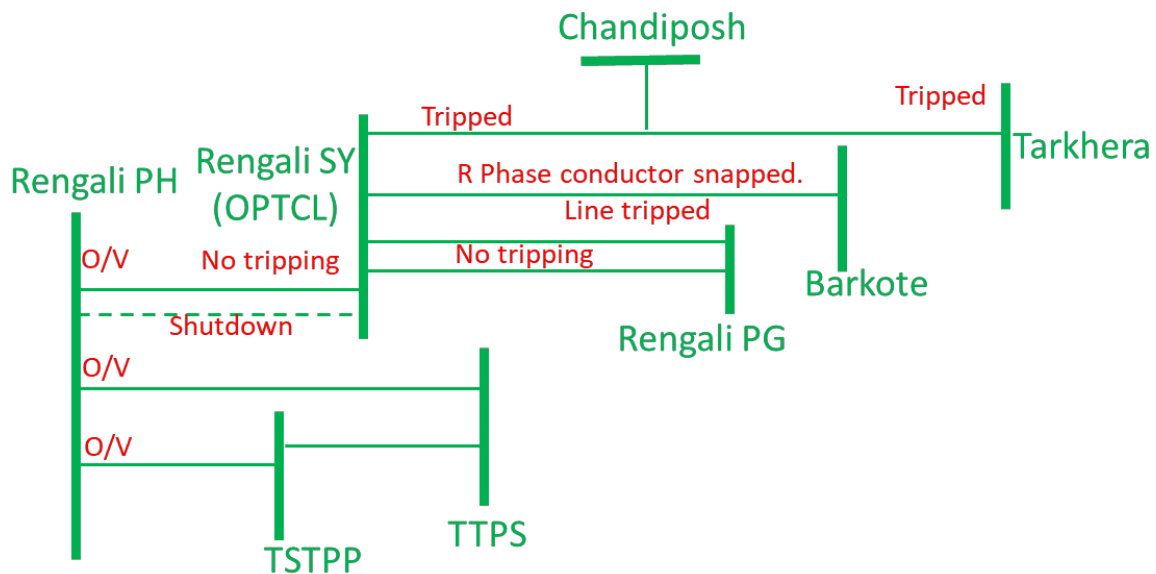 Chandiposh
Tripped
Tripped
Tarkhera
Rengali SY
(OPTCL)
Rengali PH
R Phase conductor snapped.
Line tripped
O/V
No tripping
No tripping
Barkote
Shutdown
Rengali PG
O/V
O/V
TTPS
TSTPP